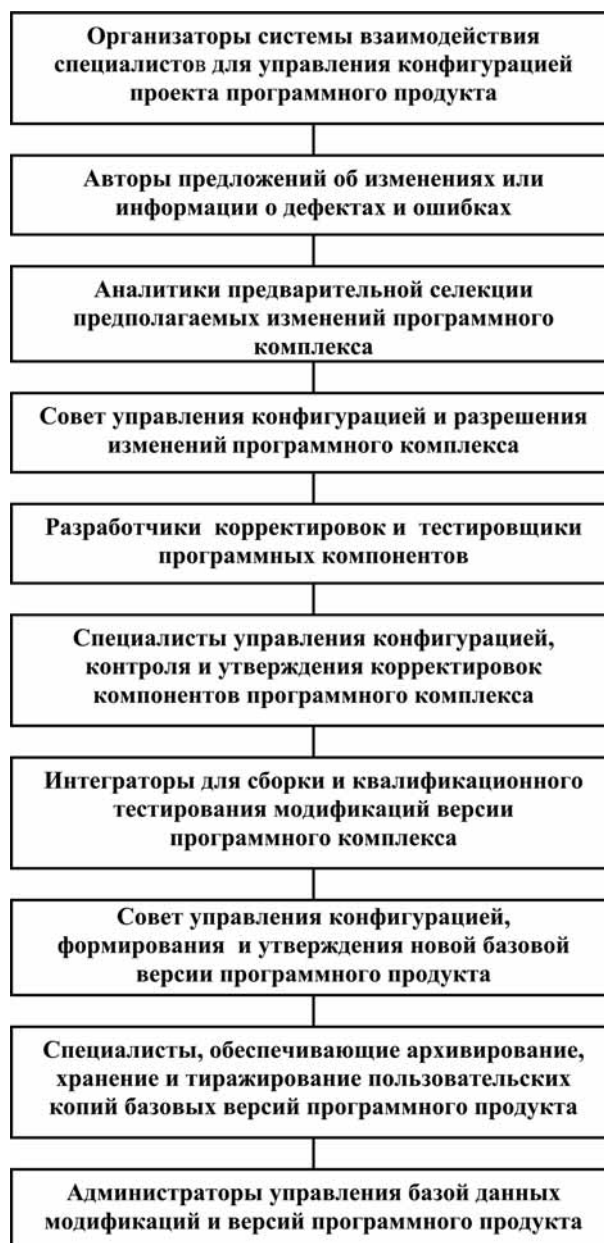 Организаторы системы взаимодействия
специалистов для управления конфигурацией
проекта программного продукта
Авторы предложений об изменениях или
информации о дефектах и ошибках
Аналитики предварительной селекции
предполагаемых изменений программного
комплекса
Совет управления конфигурацией и разрешения
изменений программного комплекса
Разработчики корректировок и тестировщики
программных компонентов
Специалисты управления конфигурацией,
контроля и утверждения корректировок
компонентов программного комплекса
Интеграторы для сборки и квалификационного
тестирования модификаций версии
программного комплекса
Совет управления конфигурацией,
формирования и утверждения новой базовой
версии программного продукта
Специалисты, обеспечивающие архивирование,
хранение и тиражирование пользовательских
копий базовых версий программного продукта
Администраторы управления базой данных
модификаций и версий программного продукта